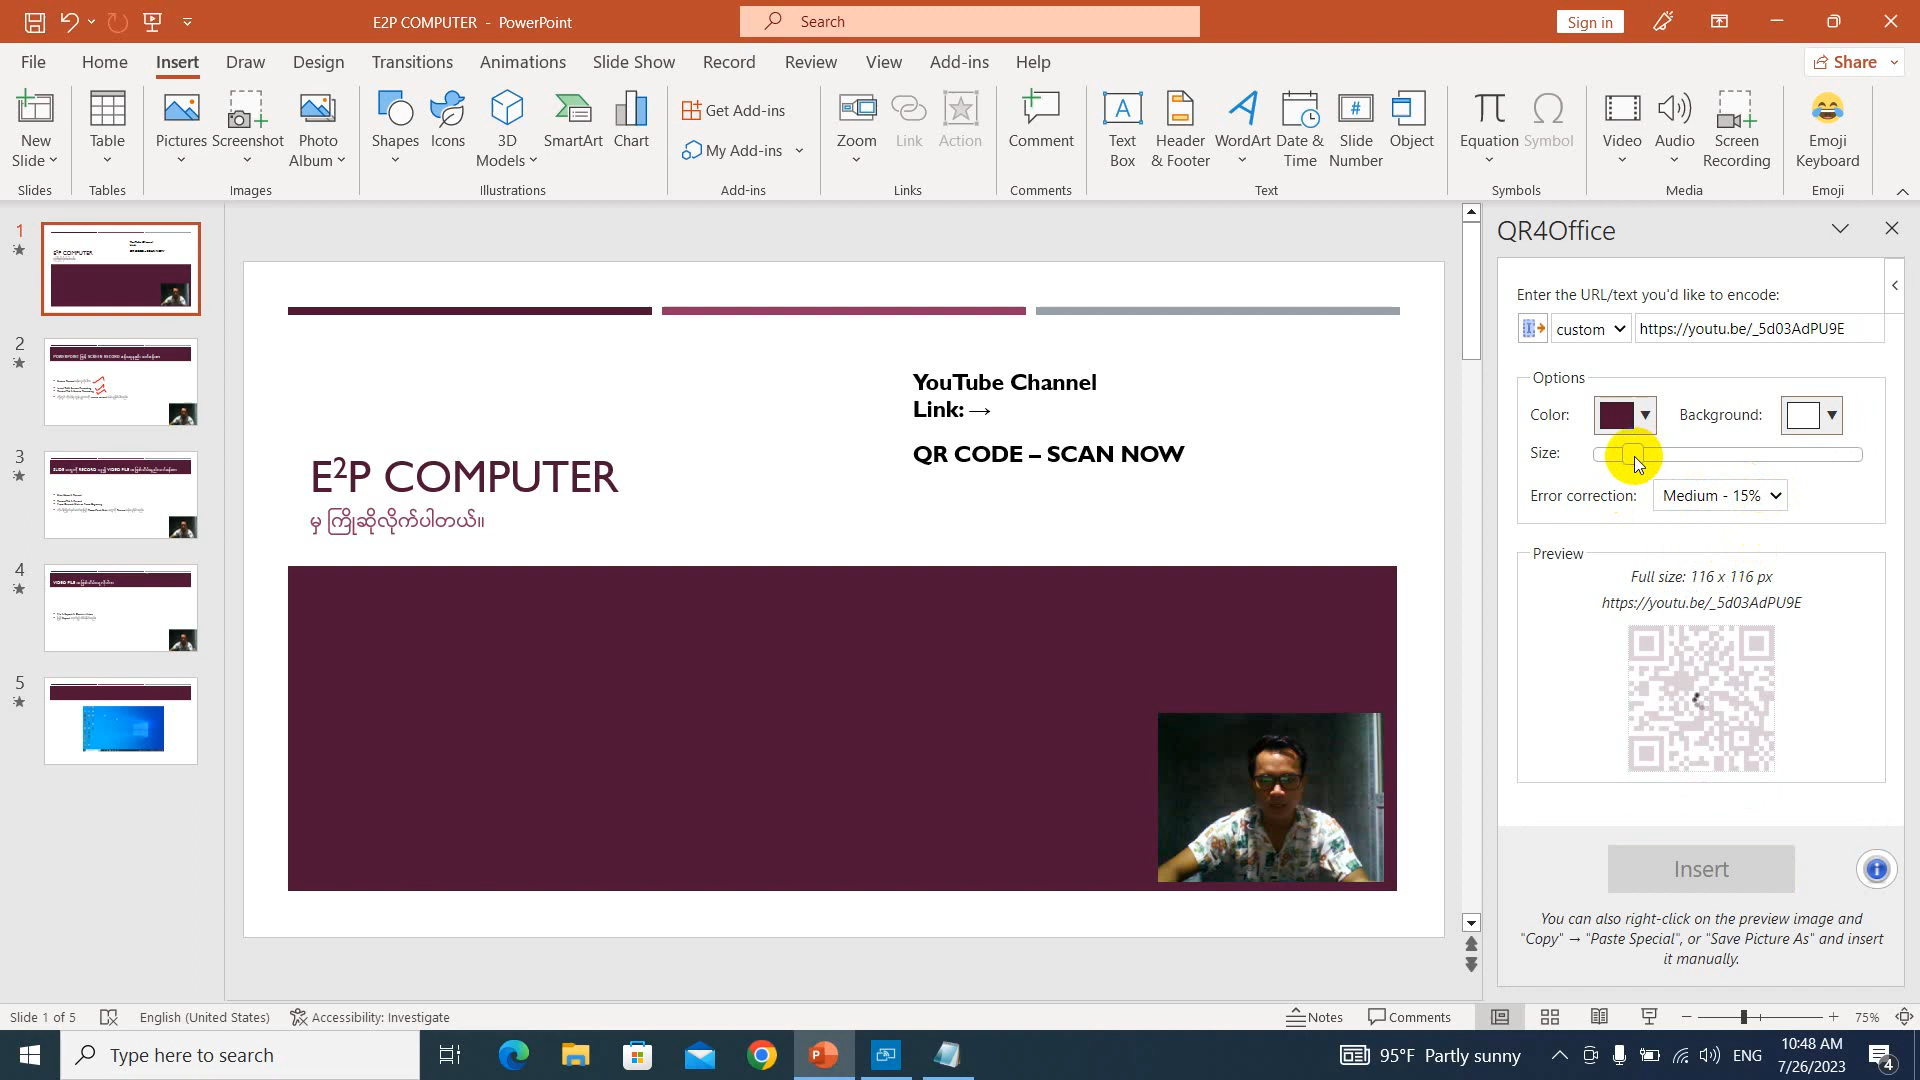 E2P COMPUTER - PowerPoint
Search
Sign in
File Home Insert Draw Design Transitions Animations Slide Show Record Review View Add-ins Help
Share
New Slide
Table
Pictures
Screenshot
Photo Album
Shapes
Icons
3D Models
SmartArt
Chart
Get Add-ins
My Add-ins
Zoom
Link
Action
Comment
Text Box
Header & Footer
WordArt
Date & Time
Slide Number
Object
Equation
Symbol
Video
Audio
Screen Recording
Emoji Keyboard
Slides Tables Images Illustrations Add-ins Links Comments Text Symbols Media Emoji
1
2
3
4
5
YouTube Channel
Link: →
QR CODE – SCAN NOW
E²P COMPUTER
မှ ကြိုဆိုလိုက်ပါတယ်။
QR4Office
Enter the URL/text you'd like to encode:
custom https://youtu.be/_5d03AdPU9E
Options
Color: Background:
Size:
Error correction: Medium - 15%
Preview
Full size: 116 x 116 px
https://youtu.be/_5d03AdPU9E
Insert
You can also right-click on the preview image and
"Copy" → "Paste Special", or "Save Picture As" and insert
it manually.
Slide 1 of 5 English (United States) Accessibility: Investigate Notes Comments 75%
Type here to search
95°F Partly sunny
ENG
10:48 AM
7/26/2023
4